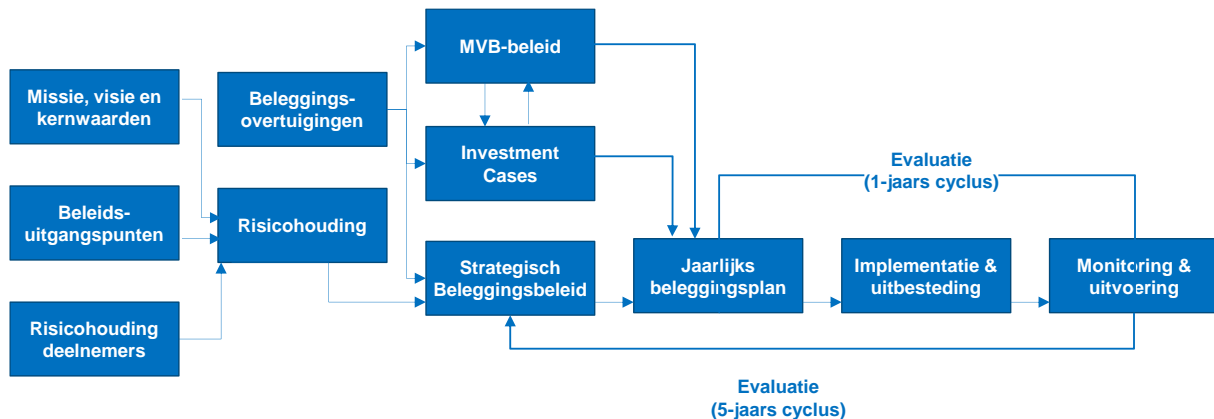 MVB-beleid
Missie, visie en
kernwaarden
Beleggings-
overtuigingen
Investment
Cases
Evaluatie
(1-jaars cyclus)
Beleids-
uitgangspunten
Risicohouding
Strategisch
Beleggingsbeleid
Jaarlijks
beleggingsplan
Implementatie &
uitbesteding
Monitoring &
uitvoering
Risicohouding
deelnemers
Evaluatie
(5-jaars cyclus)